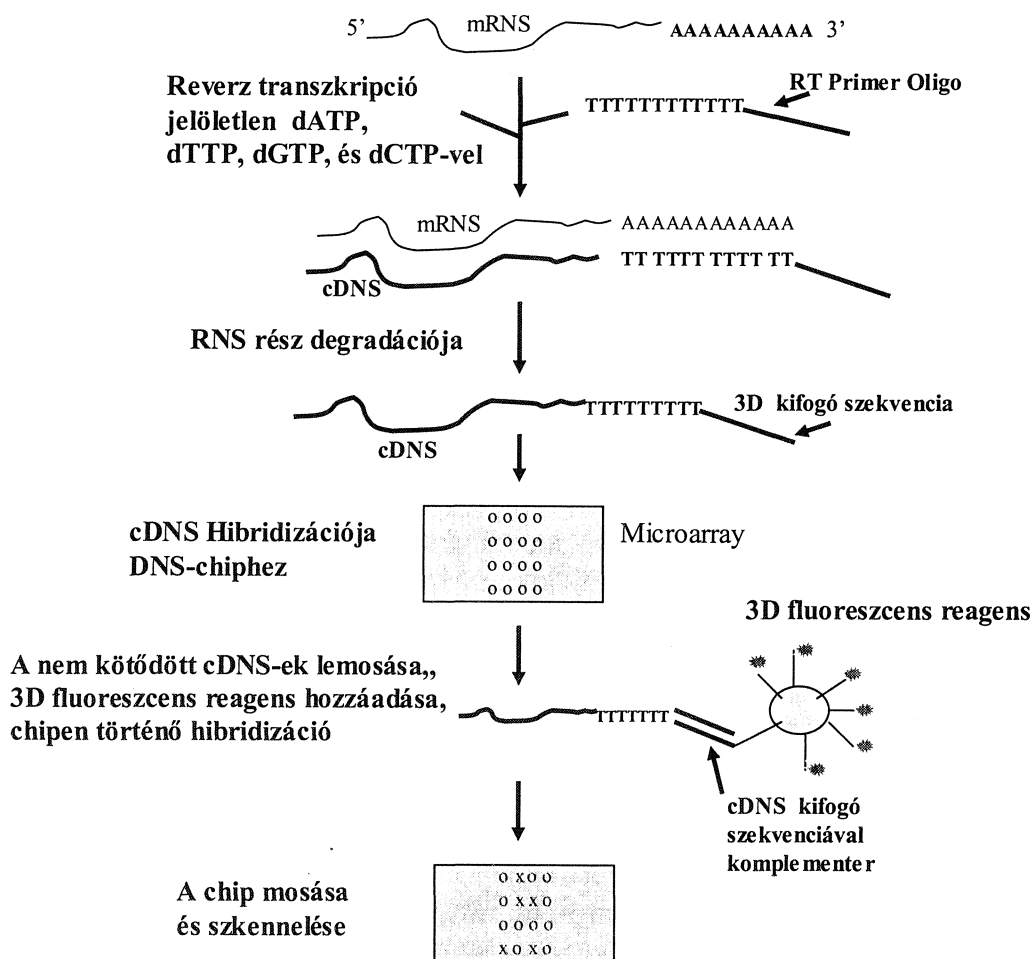 5’ mRNS AAAAAAAAAA 3’
Reverz transzkripció
jelöletlen dATP,
dTTP, dGTP, és dCTP-vel
TTTTTTTTTTTT
RT Primer Oligo
mRNS AAAAAAAAAAAA
cDNS TT TTTT TTTT TT
RNS rész degradációja
cDNS TTTTTTTTT
3D kifogó szekvencia
cDNS Hibridizációja
DNS-chiphez
o o o o
o o o o
o o o o
o o o o
Microarray
3D fluoreszcens reagens
A nem kötődött cDNS-ek lemosása,,
3D fluoreszcens reagens hozzáadása,
chipen történő hibridizáció
TTTTTTT
cDNS kifogó
szekvenciával
komplementer
A chip mosása
és szkennelése
o x o o
o x x o
o o o o
x o x o